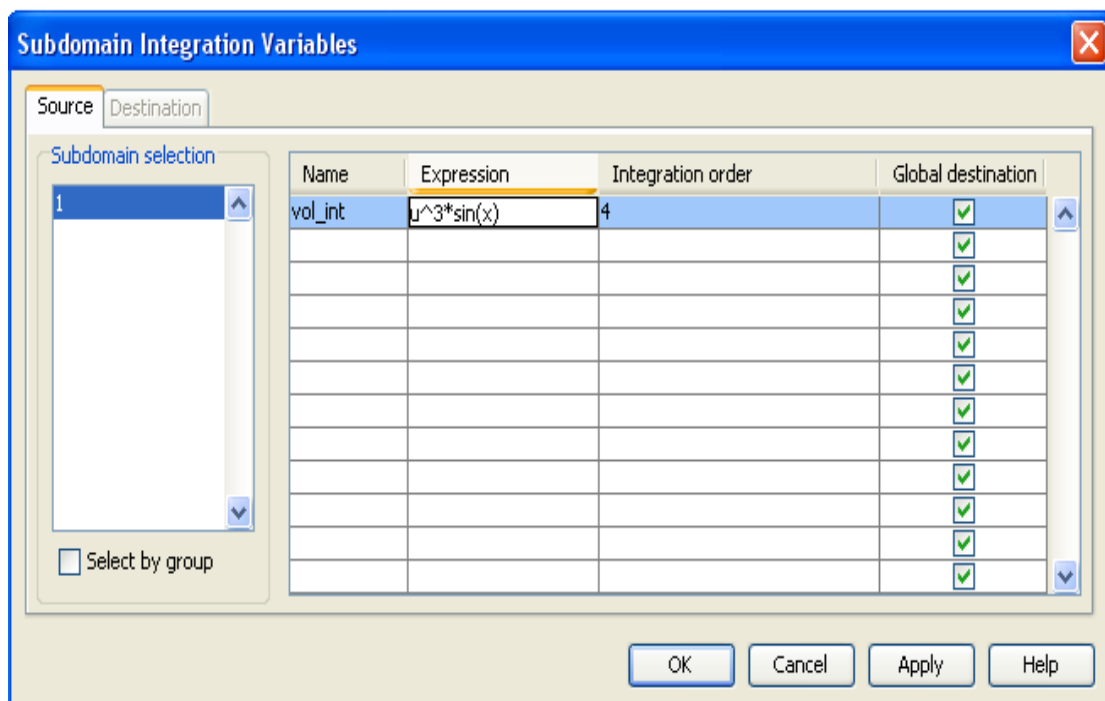 Subdomain Integration Variables
Source Destination
Subdomain selection
1
Select by group
Name Expression Integration order Global destination
vol_int u^3*sin(x) 4
OK Cancel Apply Help